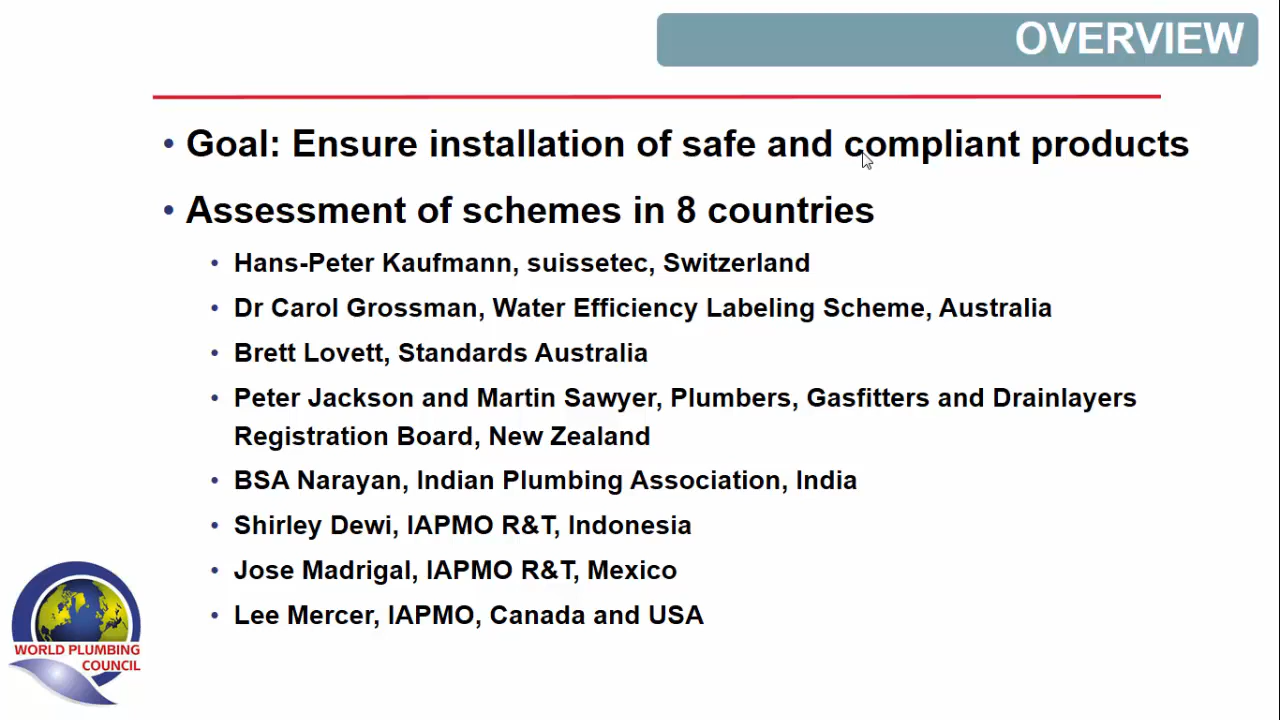 OVERVIEW
• Goal: Ensure installation of safe and compliant products
• Assessment of schemes in 8 countries
• Hans-Peter Kaufmann, suissetec, Switzerland
• Dr Carol Grossman, Water Efficiency Labeling Scheme, Australia
• Brett Lovett, Standards Australia
• Peter Jackson and Martin Sawyer, Plumbers, Gasfitters and Drainlayers
Registration Board, New Zealand
• BSA Narayan, Indian Plumbing Association, India
• Shirley Dewi, IAPMO R&T, Indonesia
• Jose Madrigal, IAPMO R&T, Mexico
• Lee Mercer, IAPMO, Canada and USA
WORLD PLUMBING
COUNCIL